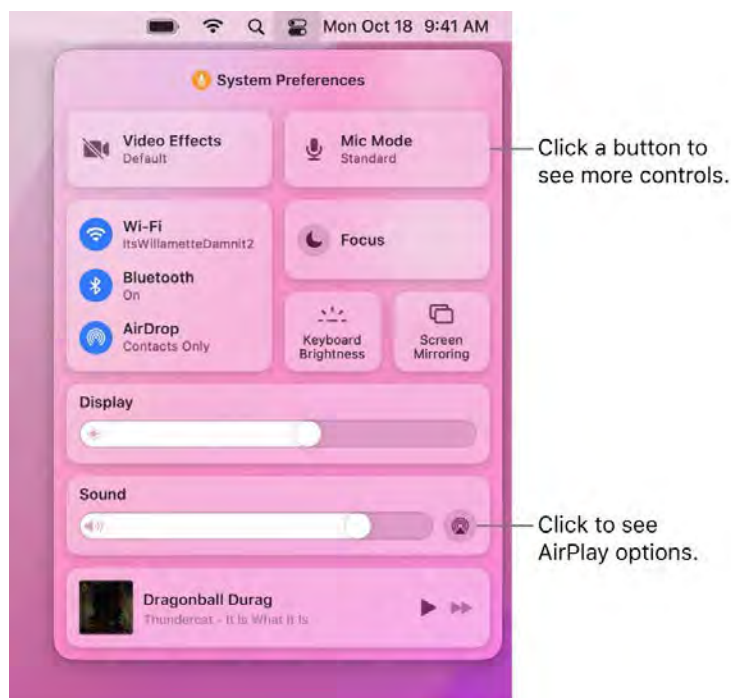 Mon Oct 18 9:41 AM
System Preferences
Video Effects
Default
Mic Mode
Standard
Click a button to
see more controls.
Wi-Fi
ItsWillametteDamnit2
Focus
Bluetooth
On
AirDrop
Contacts Only
Keyboard
Brightness
Screen
Mirroring
Display
Sound
Click to see
AirPlay options.
Dragonball Durag
Thundercat - It Is What It Is